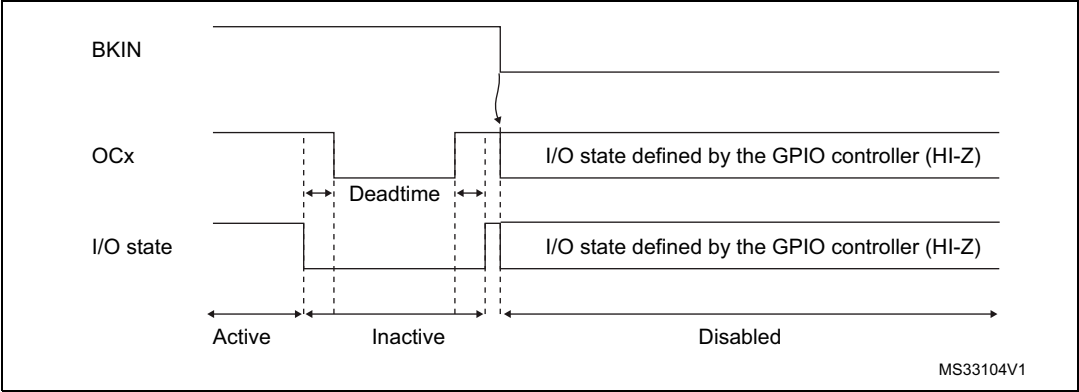 BKIN
OCx
I/O state defined by the GPIO controller (HI-Z)
Deadtime
I/O state
I/O state defined by the GPIO controller (HI-Z)
Active
Inactive
Disabled
MS33104V1